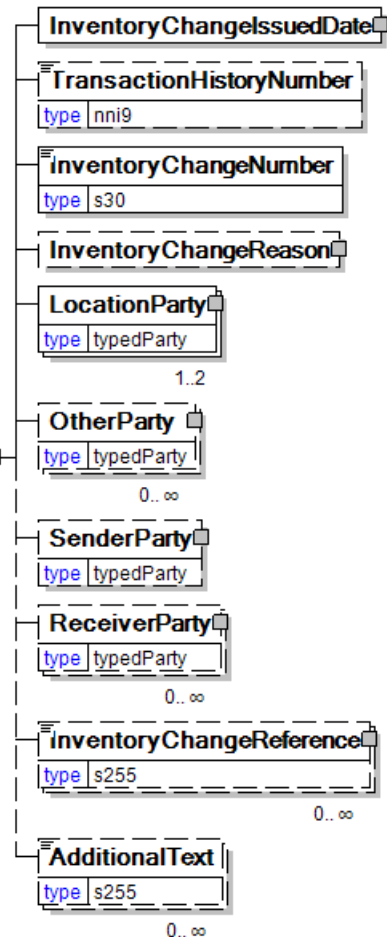 InventoryChangeIssuedDate
TransactionHistoryNumber
type nni9
InventoryChangeNumber
type s30
InventoryChangeReason
LocationParty
type typedParty
1..2
OtherParty
type typedParty
0.. ∞
SenderParty
type typedParty
ReceiverParty
type typedParty
0.. ∞
InventoryChangeReference
type s255
0.. ∞
AdditionalText
type s255
0.. ∞